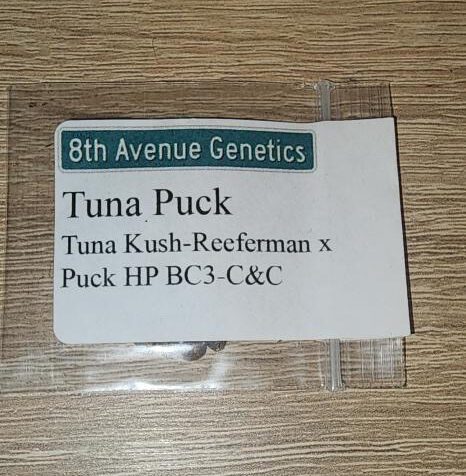 8th Avenue Genetics
Tuna Puck
Tuna Kush-Reeferman x
Puck HP BC3-C&C